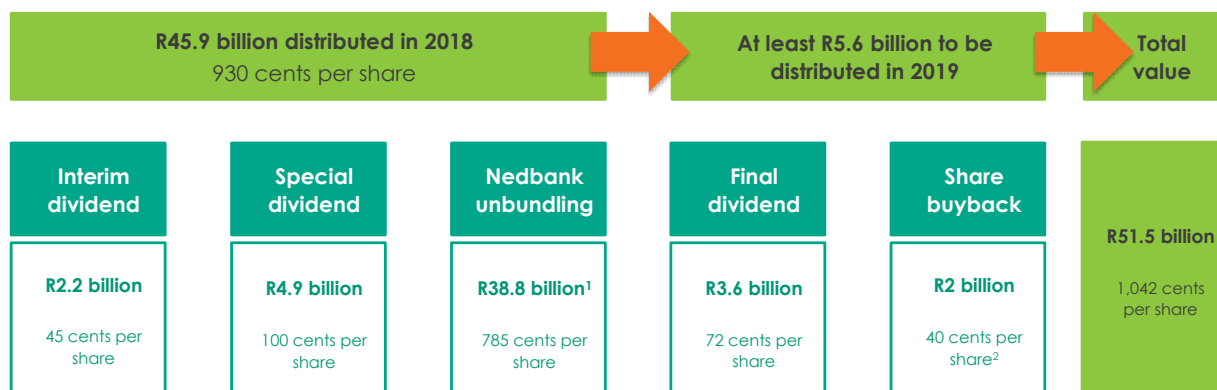 R45.9 billion distributed in 2018
930 cents per share
At least R5.6 billion to be
distributed in 2019
Total
value
Interim
dividend
Special
dividend
Nedbank
unbundling
Final
dividend
Share
buyback
R2.2 billion
45 cents per
share
R4.9 billion
100 cents per
share
R38.8 billion¹
785 cents per
share
R3.6 billion
72 cents per
share
R2 billion
40 cents per
share²
R51.5 billion
1,042 cents
per share